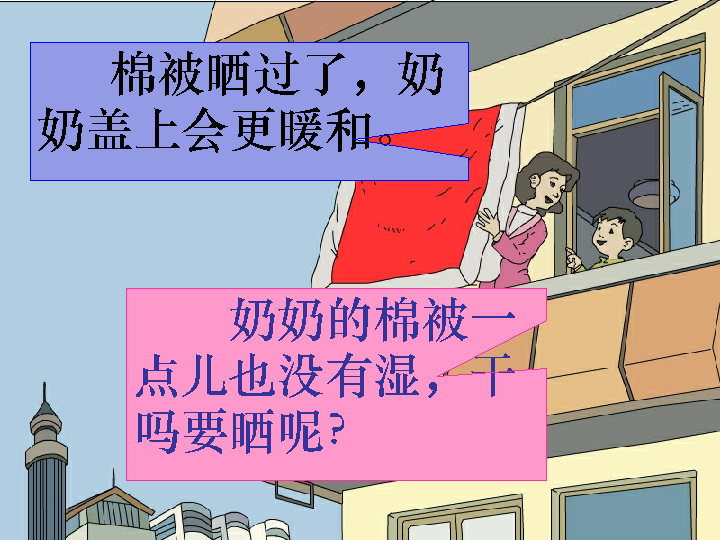 棉被晒过了，奶
奶盖上会更暖和。
奶奶的棉被一
点儿也没有湿，干
吗要晒呢?